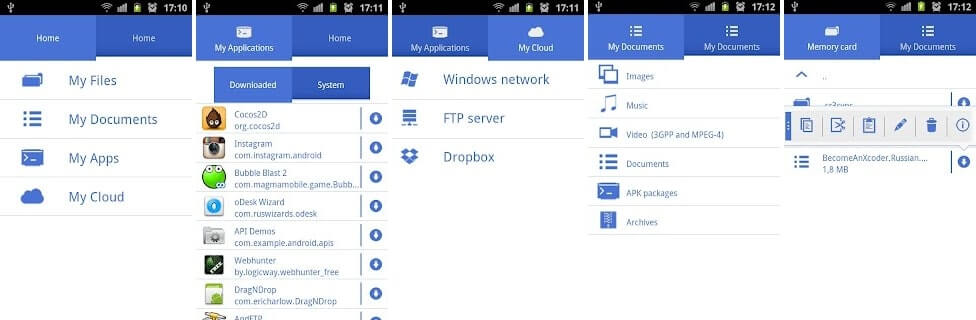 17:10
Home
Home
My Files
My Documents
My Apps
My Cloud
17:11
My Applications
Home
Downloaded
System
Cocos2D
org.cocos2d
Instagram
com.instagram.android
Bubble Blast 2
com.magmamobile.game.Bubb...
oDesk Wizard
com.ruswizards.odesk
API Demos
com.example.android.apis
Webhunter
by.logicway.webhunter_free
DragNDrop
com.ericharlow.DragNDrop
AndFTP
17:11
My Applications
My Cloud
Windows network
FTP server
Dropbox
17:12
My Documents
My Documents
Images
Music
Video (3GPP and MPEG-4)
Documents
APK packages
Archives
17:12
Memory card
My Documents
..
BecomeAnXcoder.Russian....
1,8 MB